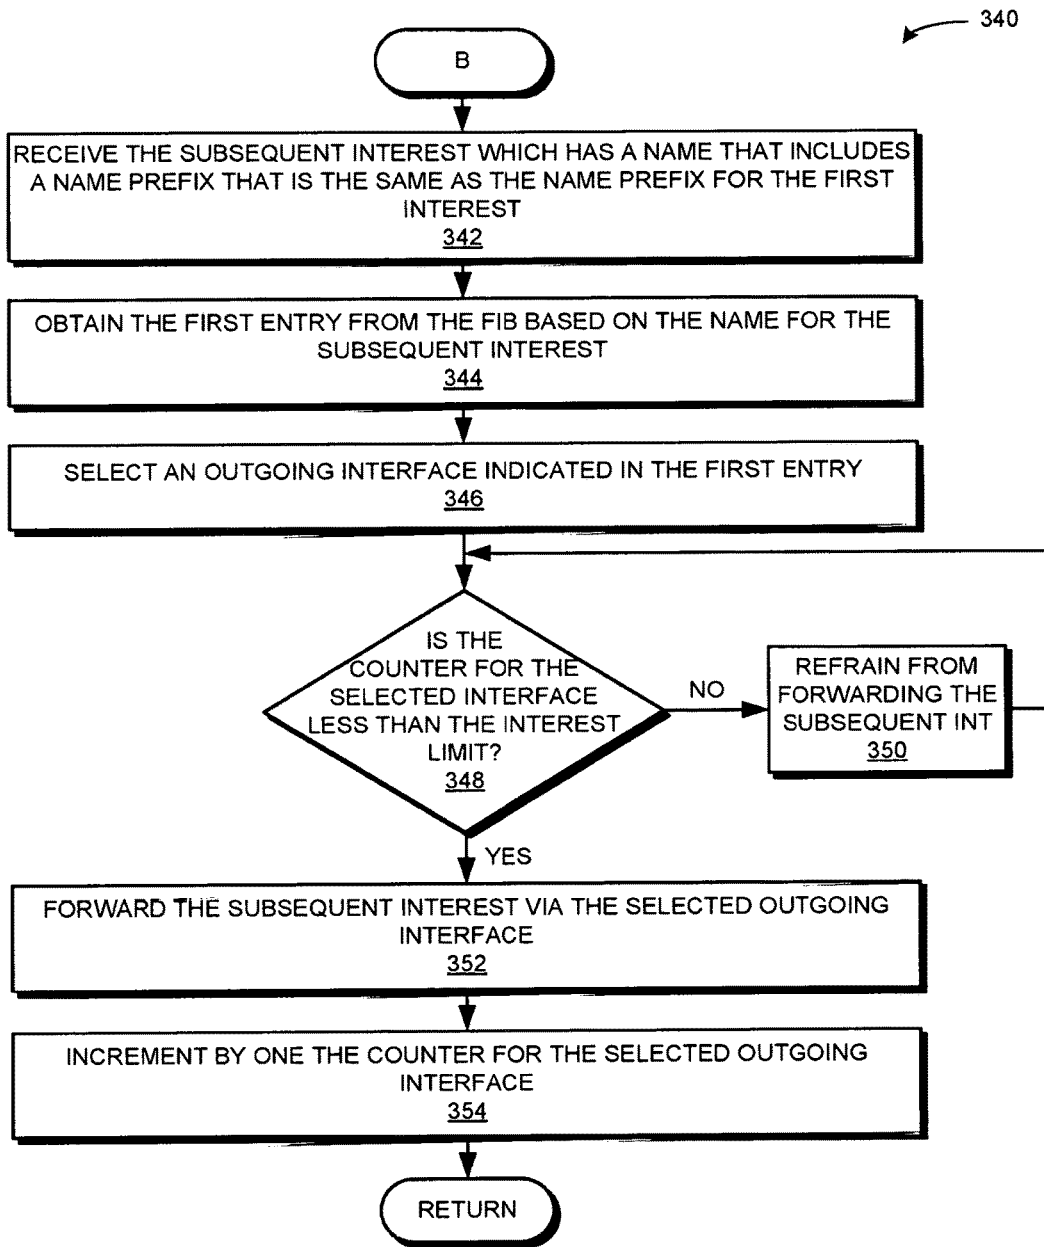 340
B
RECEIVE THE SUBSEQUENT INTEREST WHICH HAS A NAME THAT INCLUDES
A NAME PREFIX THAT IS THE SAME AS THE NAME PREFIX FOR THE FIRST
INTEREST
342
OBTAIN THE FIRST ENTRY FROM THE FIB BASED ON THE NAME FOR THE
SUBSEQUENT INTEREST
344
SELECT AN OUTGOING INTERFACE INDICATED IN THE FIRST ENTRY
346
IS THE
COUNTER FOR THE
SELECTED INTERFACE
LESS THAN THE INTEREST
LIMIT?
348
NO
REFRAIN FROM
FORWARDING THE
SUBSEQUENT INT
350
YES
FORWARD THE SUBSEQUENT INTEREST VIA THE SELECTED OUTGOING
INTERFACE
352
INCREMENT BY ONE THE COUNTER FOR THE SELECTED OUTGOING
INTERFACE
354
RETURN